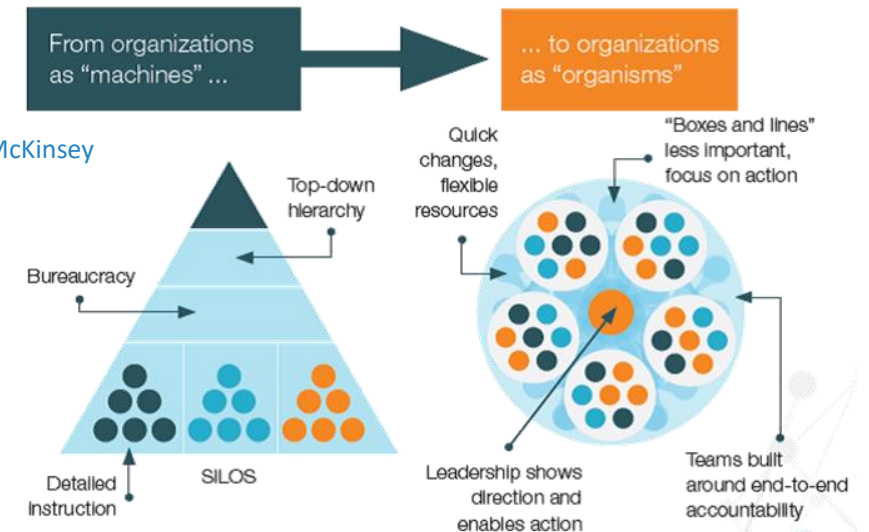 From organizations
as “machines” ...
... to organizations
as “organisms”
McKinsey
Top-down
hierarchy
Bureaucracy
Detailed
instruction
SILOS
Quick
changes,
flexible
resources
“Boxes and lines”
less important,
focus on action
Leadership shows
direction and
enables action
Teams built
around end-to-end
accountability